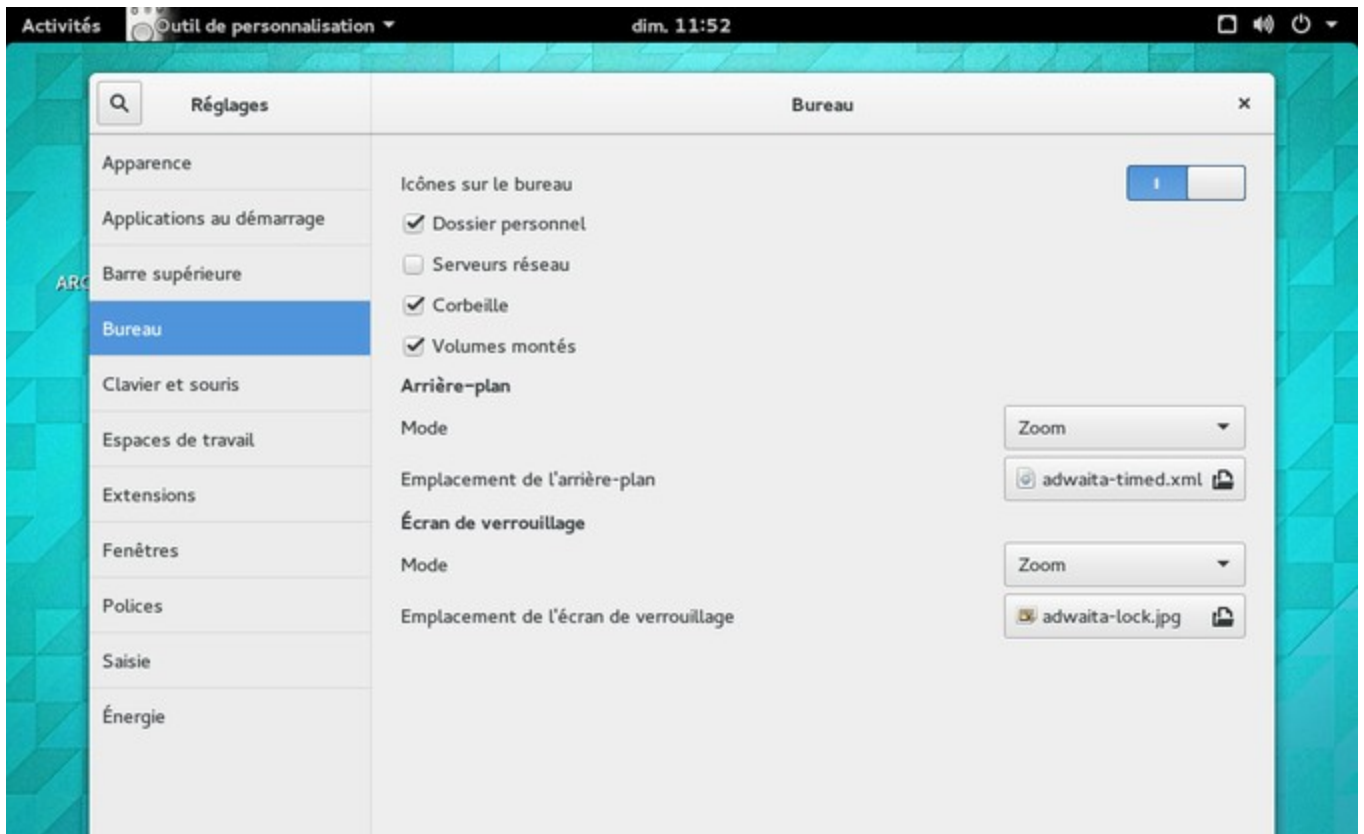 Activités
Outil de personnalisation
dim. 11:52
Réglages
Bureau
Apparence
Applications au démarrage
Barre supérieure
Bureau
Clavier et souris
Espaces de travail
Extensions
Fenêtres
Polices
Saisie
Énergie
Icônes sur le bureau
Dossier personnel
Serveurs réseau
Corbeille
Volumes montés
Arrière-plan
Mode
Zoom
Emplacement de l'arrière-plan
adwaita-timed.xml
Écran de verrouillage
Mode
Zoom
Emplacement de l'écran de verrouillage
adwaita-lock.jpg